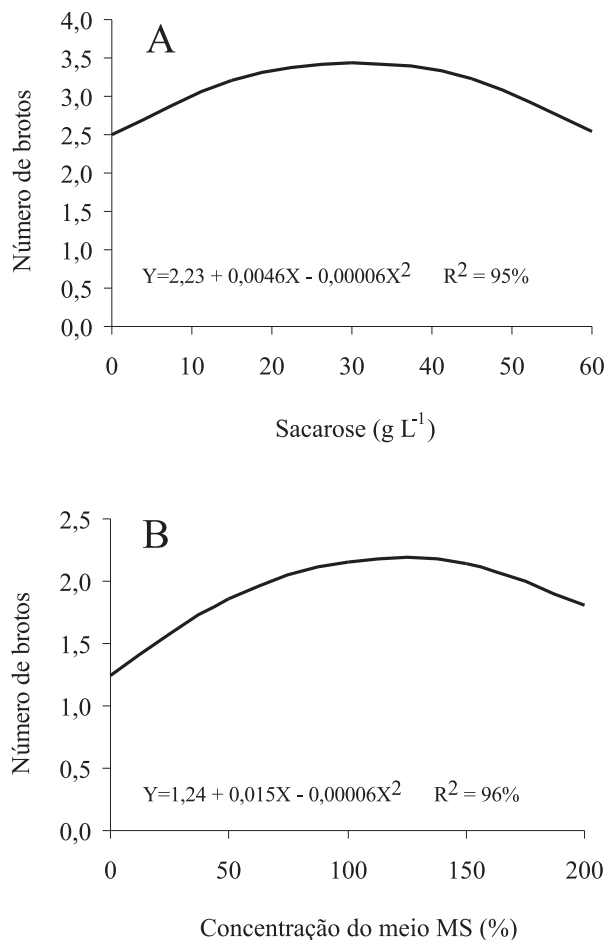 A
4,0
3,5
3,0
2,5
2,0
1,5
1,0
0,5
0,0
Número de brotos
Y=2,23 + 0,0046X - 0,00006X² R² = 95%
0 10 20 30 40 50 60
Sacarose (g L⁻¹)
B
2,5
2,0
1,5
1,0
0,5
0,0
Número de brotos
Y=1,24 + 0,015X - 0,00006X² R² = 96%
0 50 100 150 200
Concentração do meio MS (%)